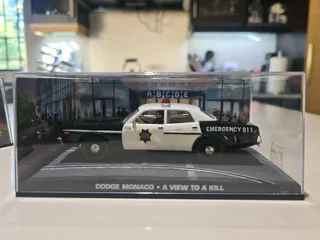 A·B·C·D·E
EMERGENCY 911
DODGE MONACO • A VIEW TO A KILL